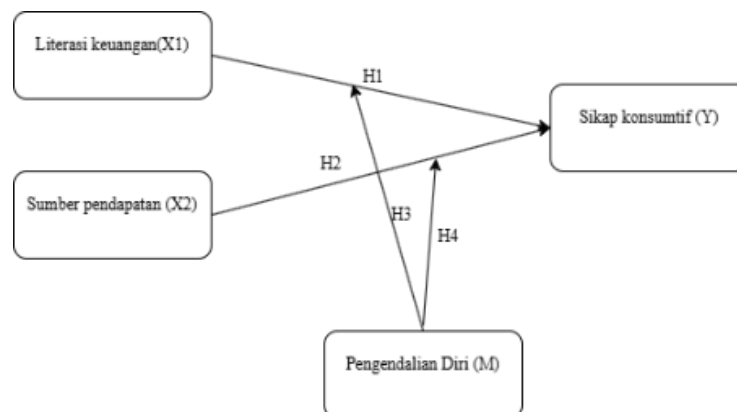 Literasi keuangan(X1)
H1
Sikap konsumtif (Y)
H2
Sumber pendapatan (X2)
H3
H4
Pengendalian Diri (M)